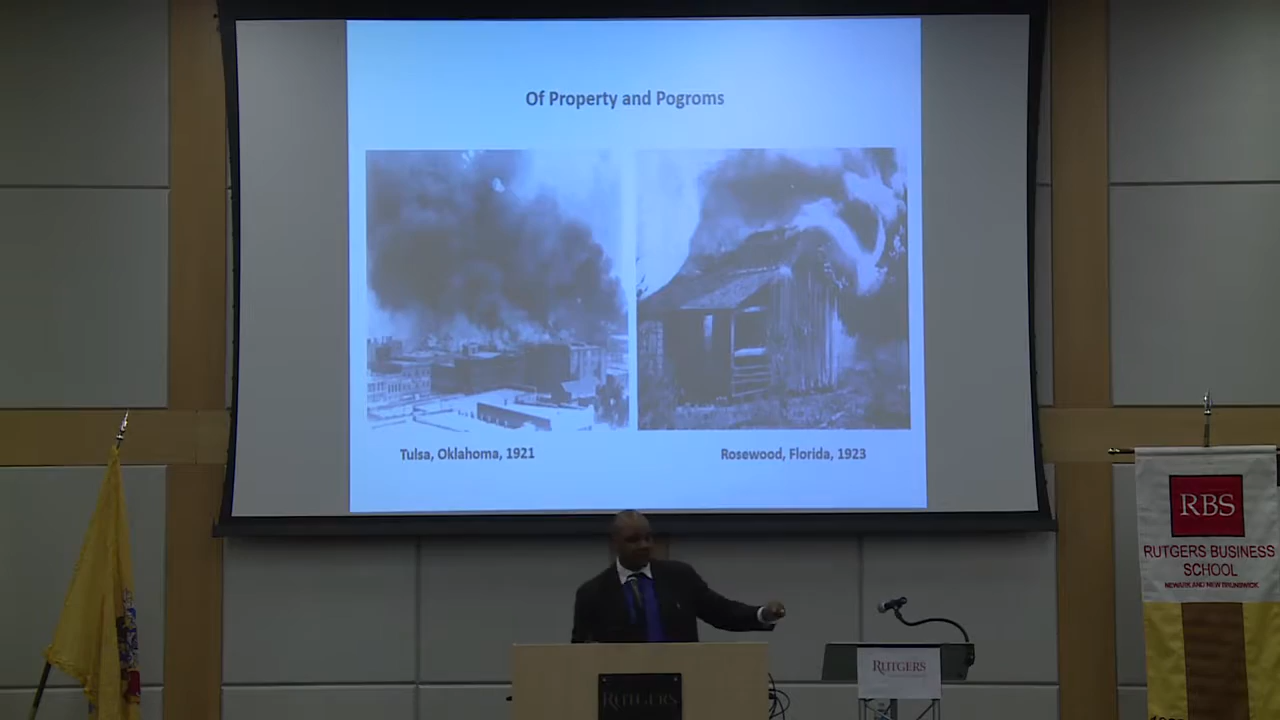 Of Property and Pogroms
Tulsa, Oklahoma, 1921
Rosewood, Florida, 1923
RBS
RUTGERS BUSINESS
SCHOOL
NEWARK AND NEW BRUNSWICK
RUTGERS
RUTGERS